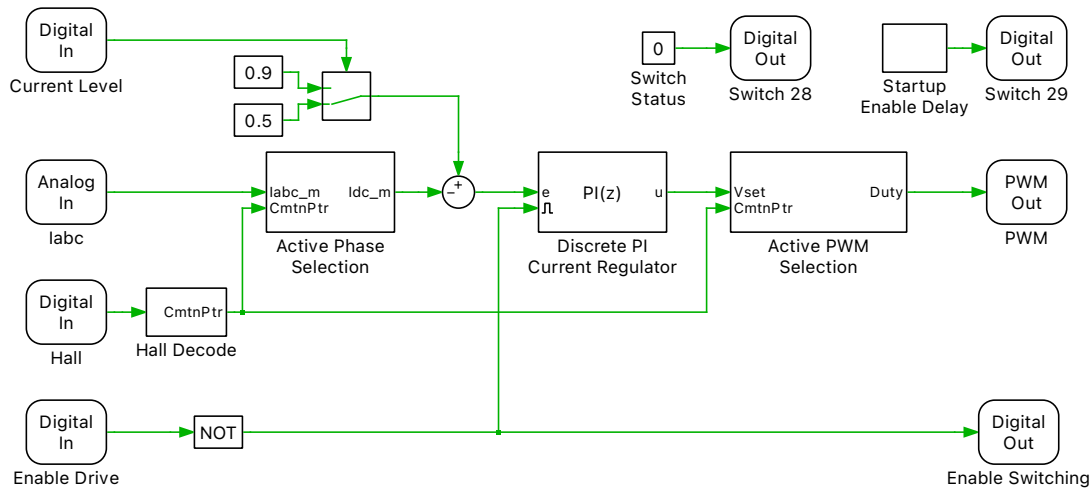 Digital
In
Current Level
0.9
0.5
0
Switch
Status
Digital
Out
Switch 28
Startup
Enable Delay
Digital
Out
Switch 29
Analog
In
Iabc
Iabc_m
CmtnPtr
Idc_m
Active Phase
Selection
−
+
e
PI(z)
u
Discrete PI
Current Regulator
Vset
CmtnPtr
Duty
Active PWM
Selection
PWM
Out
PWM
Digital
In
Hall
CmtnPtr
Hall Decode
Digital
In
Enable Drive
NOT
Digital
Out
Enable Switching